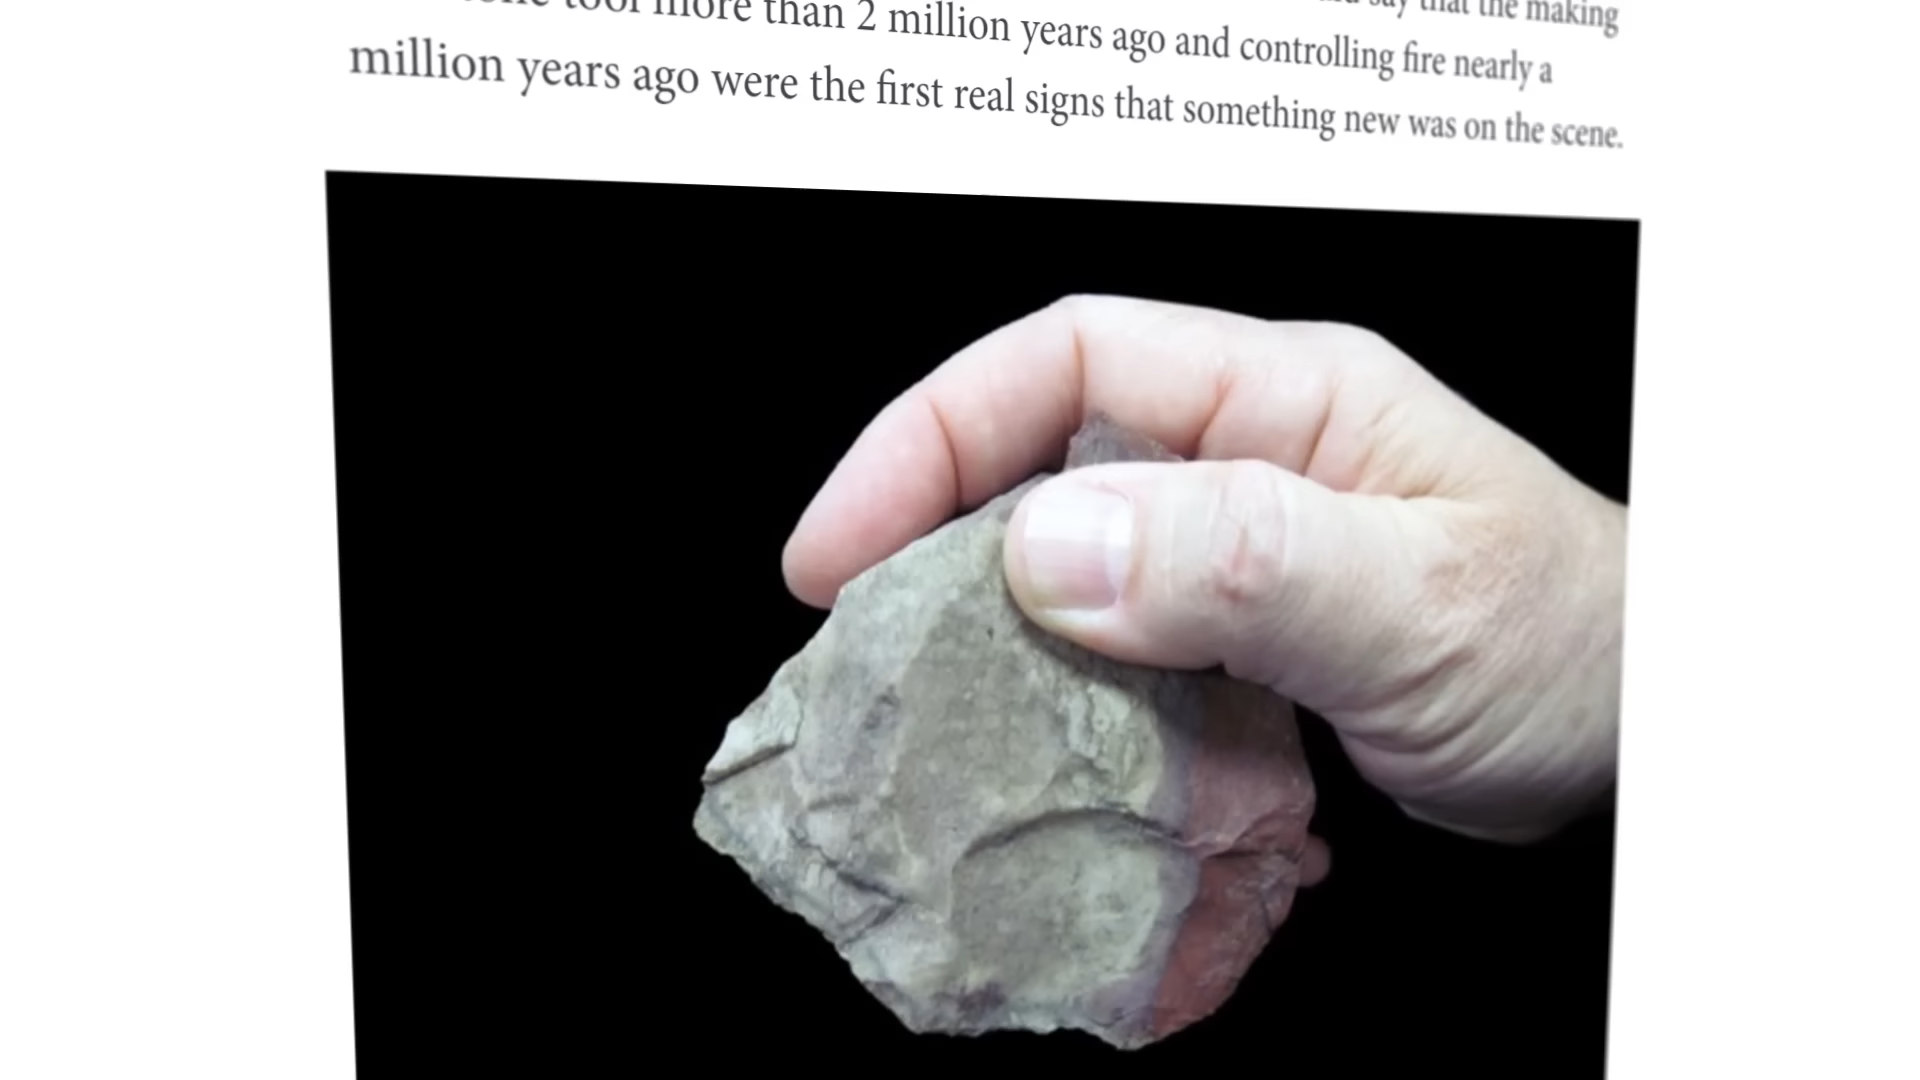 tool more than 2 million years ago and controlling fire nearly a
say that the making
million years ago were the first real signs that something new was on the scene.